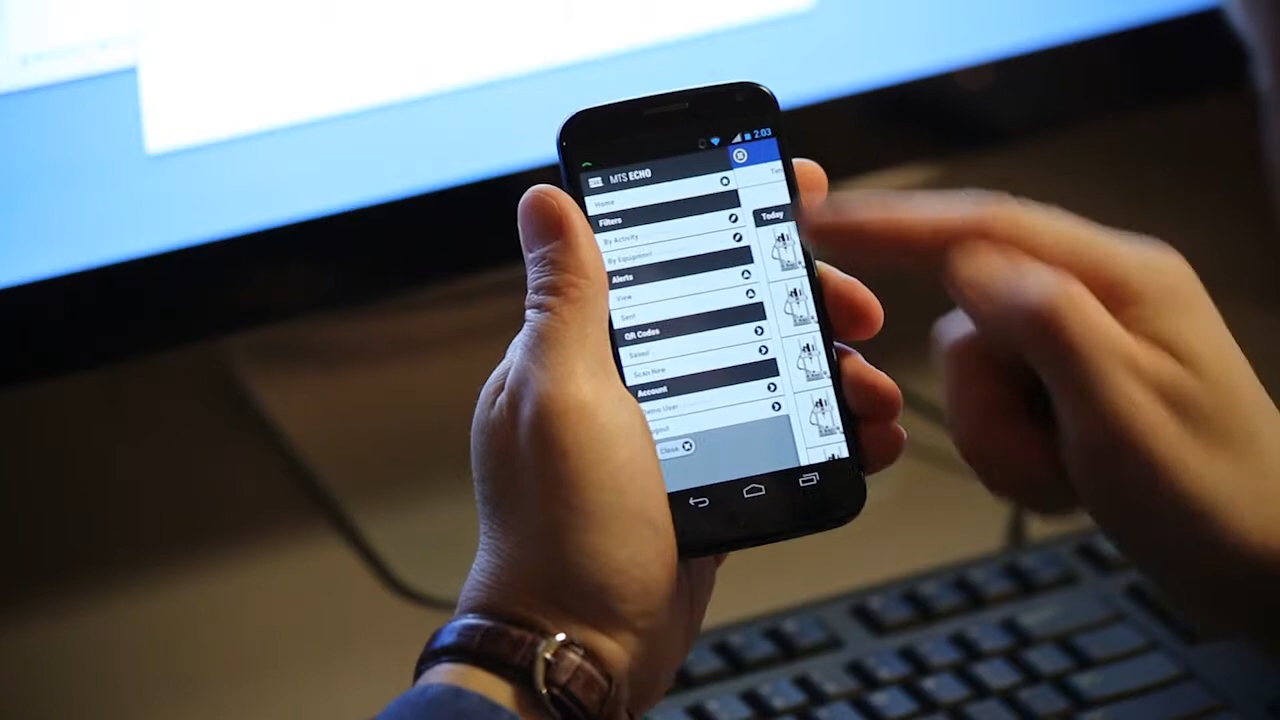 2:03
MTS ECHO
Home
Filters
By Activity
By Equipment
Today
Alerts
View
Sent
QR Codes
Saved
Scan New
Account
Demo User
Logout
Close